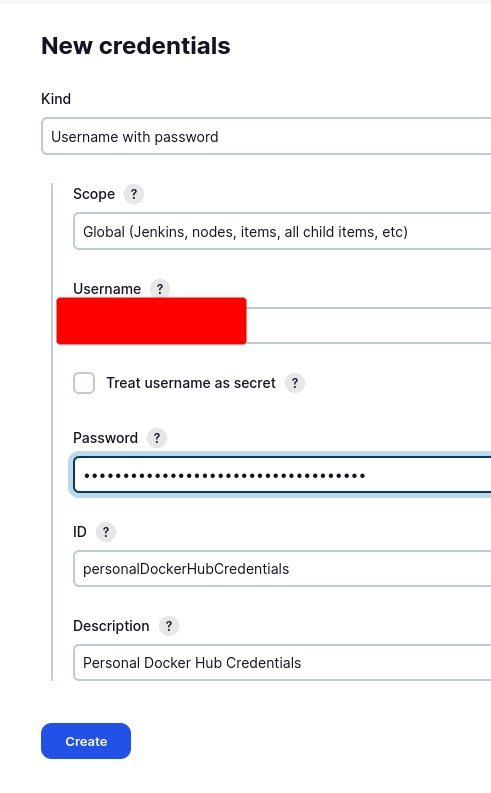 New credentials
Kind
Username with password
Scope ?
Global (Jenkins, nodes, items, all child items, etc)
Username ?
Treat username as secret ?
Password ?
••••••••••••••••••••••••••••••••••••
ID ?
personalDockerHubCredentials
Description ?
Personal Docker Hub Credentials
Create